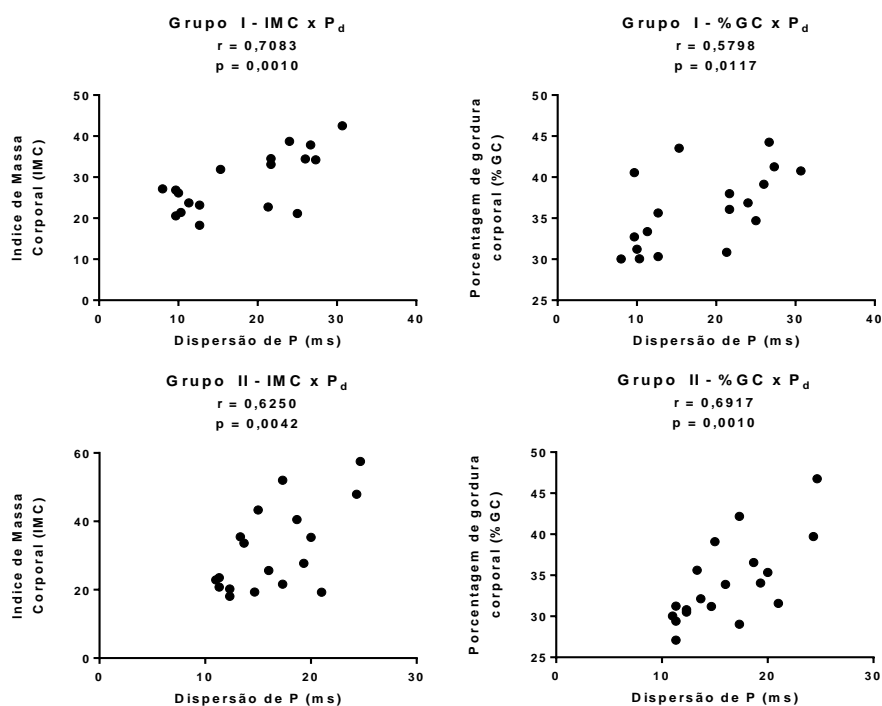 Grupo I - IMC x Pd
r = 0,7083
p = 0,0010
50
40
30
20
10
0
Indice de Massa
Corporal (IMC)
0 10 20 30 40
Dispersão de P (ms)
Grupo I - %GC x Pd
r = 0,5798
p = 0,0117
50
45
40
35
30
25
Porcentagem de gordura
corporal (%GC)
0 10 20 30 40
Dispersão de P (ms)
Grupo II - IMC x Pd
r = 0,6250
p = 0,0042
60
40
20
0
Indice de Massa
Corporal (IMC)
0 10 20 30
Dispersão de P (ms)
Grupo II - %GC x Pd
r = 0,6917
p = 0,0010
50
45
40
35
30
25
Porcentagem de gordura
corporal (%GC)
0 10 20 30
Dispersão de P (ms)